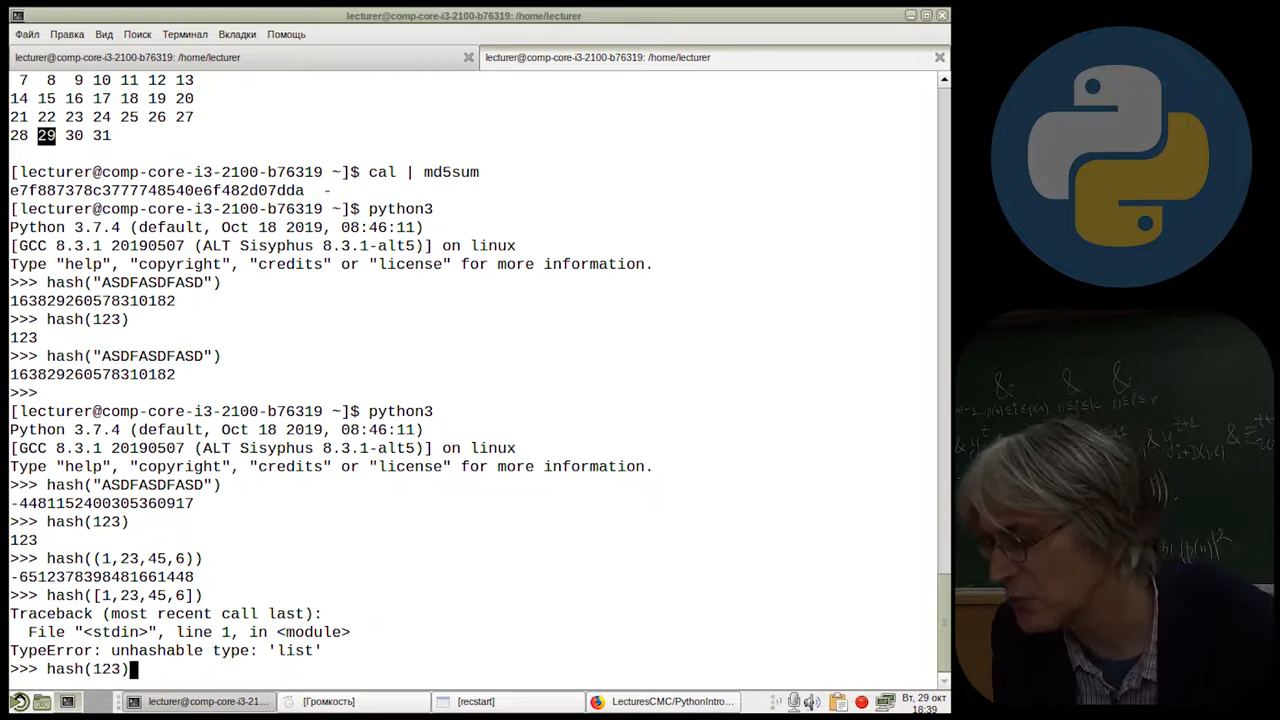 lecturer@comp-core-i3-2100-b76319: /home/lecturer
Файл Правка Вид Поиск Терминал Вкладки Помощь
lecturer@comp-core-i3-2100-b76319: /home/lecturer lecturer@comp-core-i3-2100-b76319: /home/lecturer
7 8 9 10 11 12 13
14 15 16 17 18 19 20
21 22 23 24 25 26 27
28 29 30 31
[lecturer@comp-core-i3-2100-b76319 ~]$ cal | md5sum
e7f887378c3777748540e6f482d07dda -
[lecturer@comp-core-i3-2100-b76319 ~]$ python3
Python 3.7.4 (default, Oct 18 2019, 08:46:11)
[GCC 8.3.1 20190507 (ALT Sisyphus 8.3.1-alt5)] on linux
Type "help", "copyright", "credits" or "license" for more information.
>>> hash("ASDFASDFASD")
163829260578310182
>>> hash(123)
123
>>> hash("ASDFASDFASD")
163829260578310182
>>>
[lecturer@comp-core-i3-2100-b76319 ~]$ python3
Python 3.7.4 (default, Oct 18 2019, 08:46:11)
[GCC 8.3.1 20190507 (ALT Sisyphus 8.3.1-alt5)] on linux
Type "help", "copyright", "credits" or "license" for more information.
>>> hash("ASDFASDFASD")
-4481152400305360917
>>> hash(123)
123
>>> hash((1,23,45,6))
-6512378398481661448
>>> hash([1,23,45,6])
Traceback (most recent call last):
File "<stdin>", line 1, in <module>
TypeError: unhashable type: 'list'
>>> hash(123)
lecturer@comp-core-i3-21... [Громкость] [recstart] LecturesCMC/PythonIntro... Вт, 29 окт
18:39